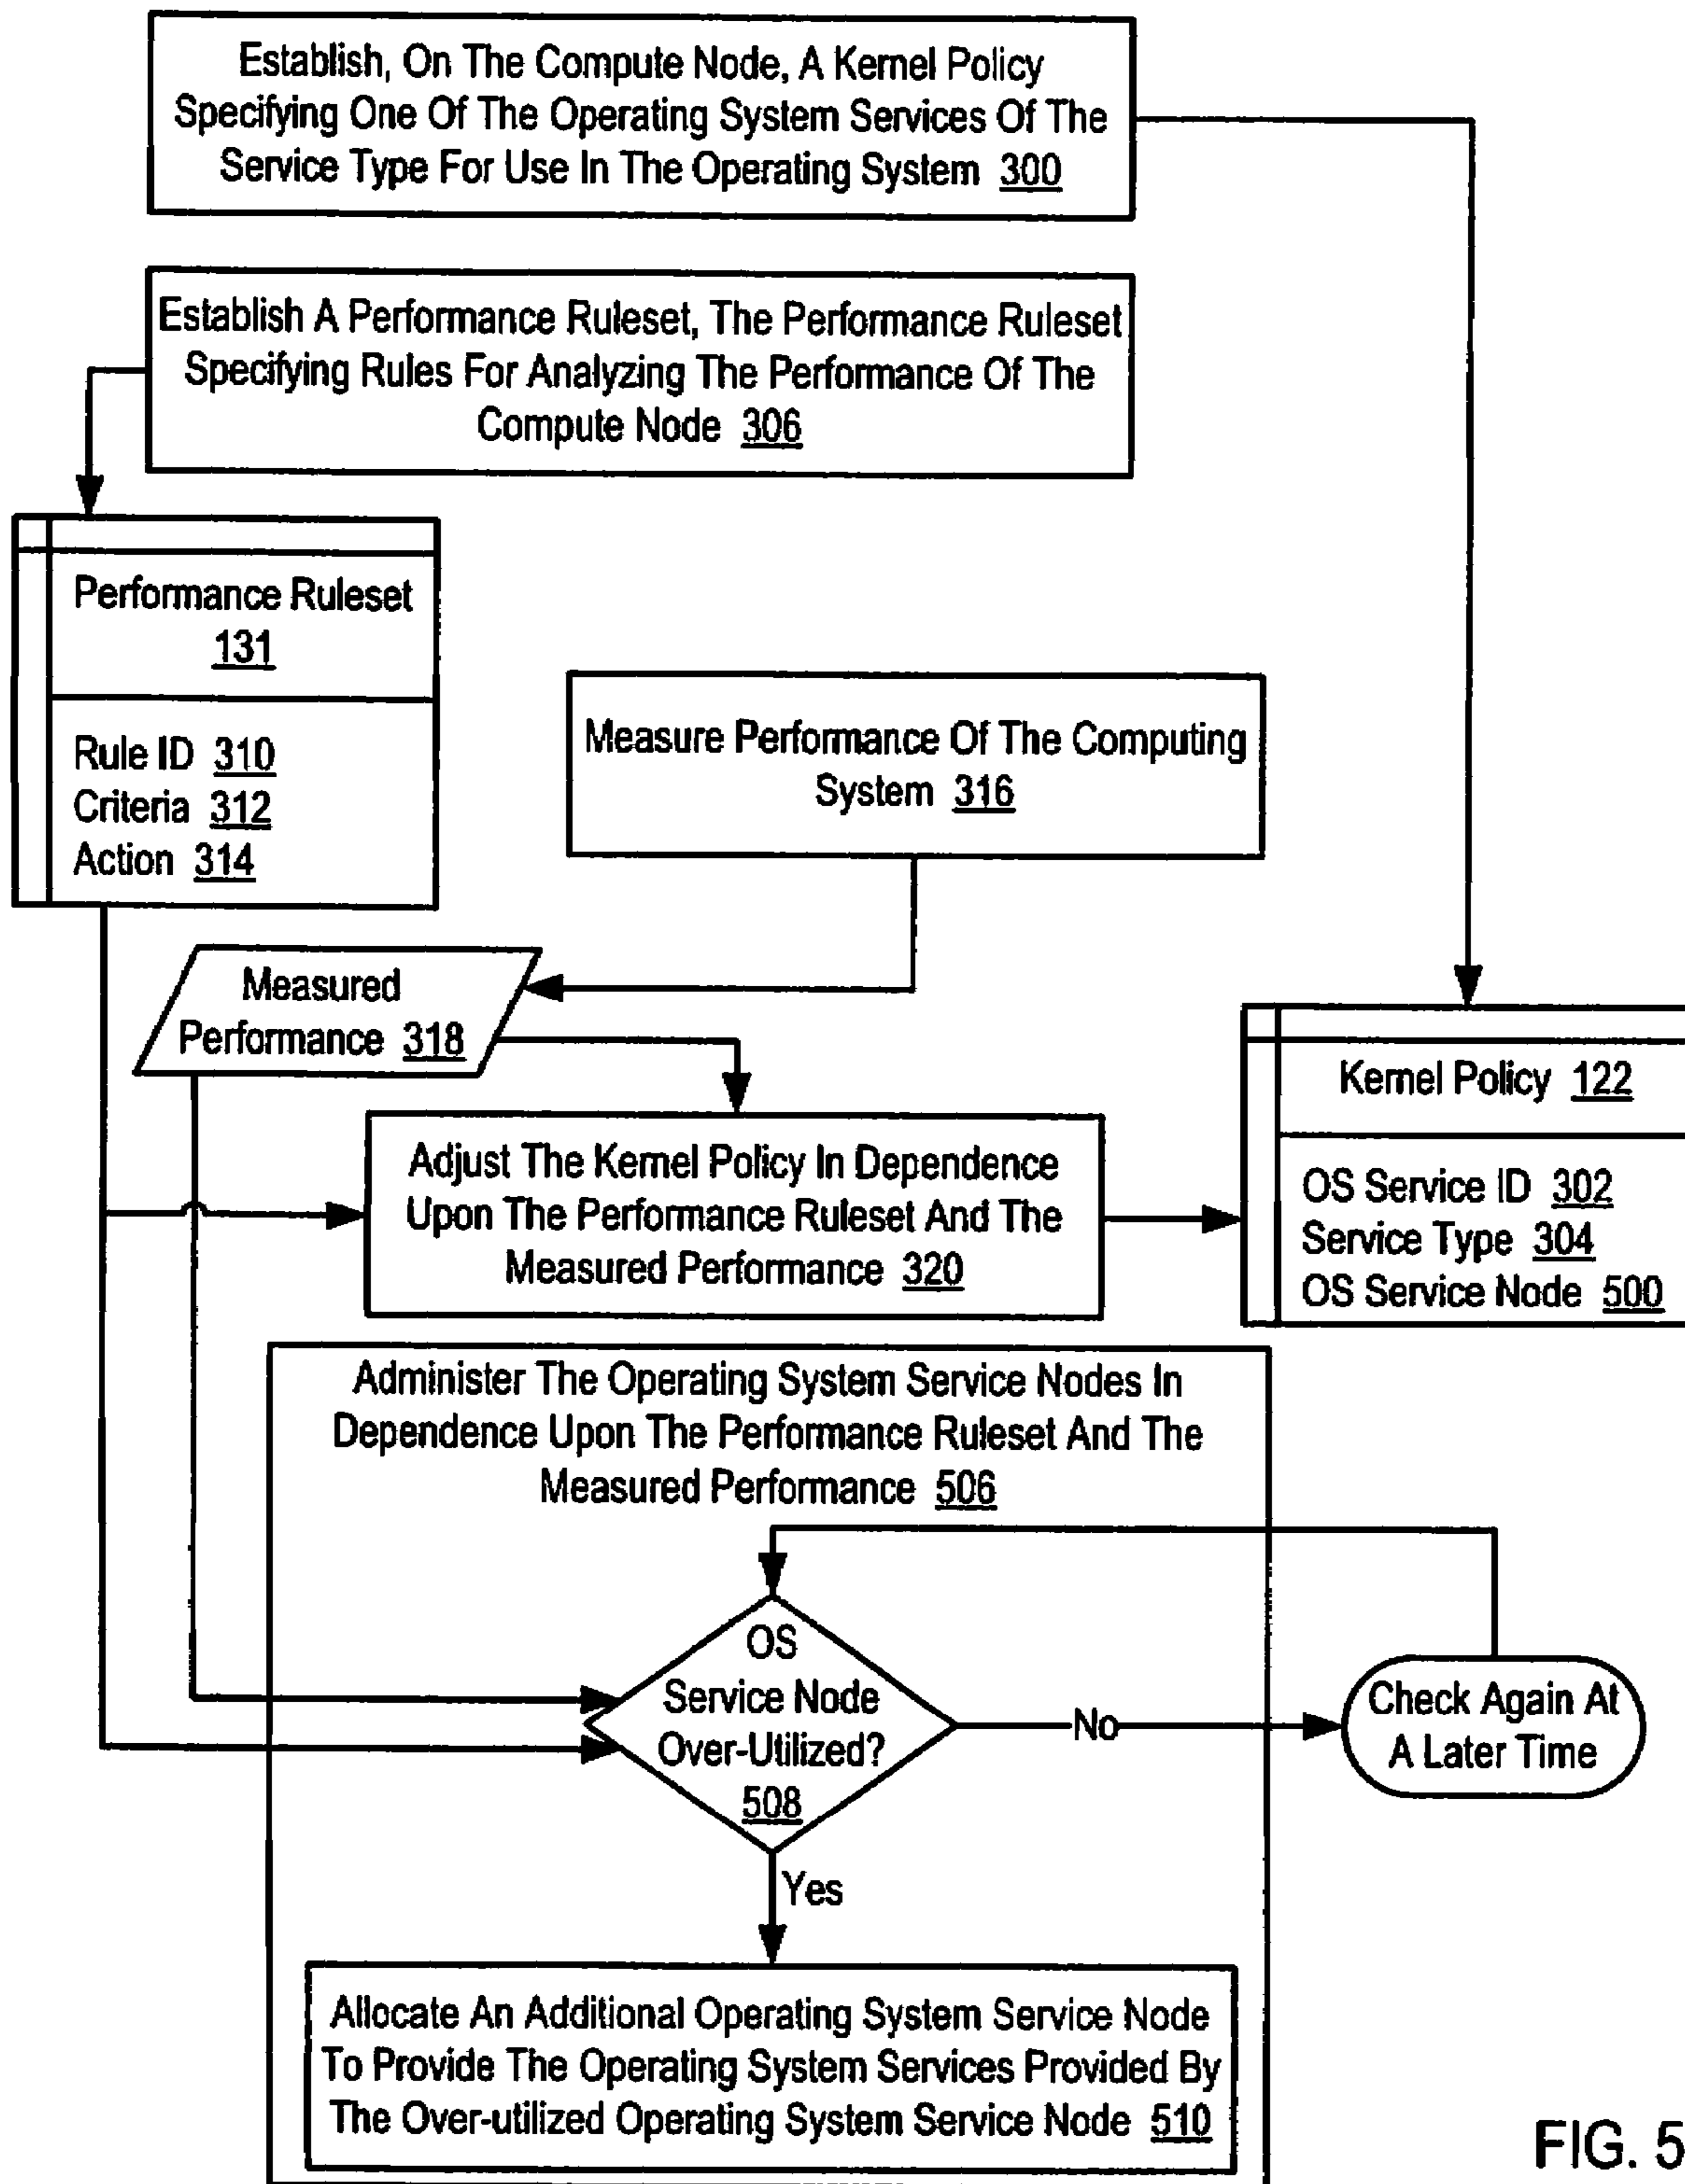 Establish, On The Compute Node, A Kernel Policy
Specifying One Of The Operating System Services Of The
Service Type For Use In The Operating System 300
Establish A Performance Ruleset, The Performance Ruleset
Specifying Rules For Analyzing The Performance Of The
Compute Node 306
Performance Ruleset
131
Rule ID 310
Criteria 312
Action 314
Measure Performance Of The Computing
System 316
Measured
Performance 318
Kernel Policy 122
OS Service ID 302
Service Type 304
OS Service Node 500
Adjust The Kernel Policy In Dependence
Upon The Performance Ruleset And The
Measured Performance 320
Administer The Operating System Service Nodes In
Dependence Upon The Performance Ruleset And The
Measured Performance 506
OS
Service Node
Over-Utilized?
508
No
Check Again At
A Later Time
Yes
Allocate An Additional Operating System Service Node
To Provide The Operating System Services Provided By
The Over-utilized Operating System Service Node 510
FIG. 5